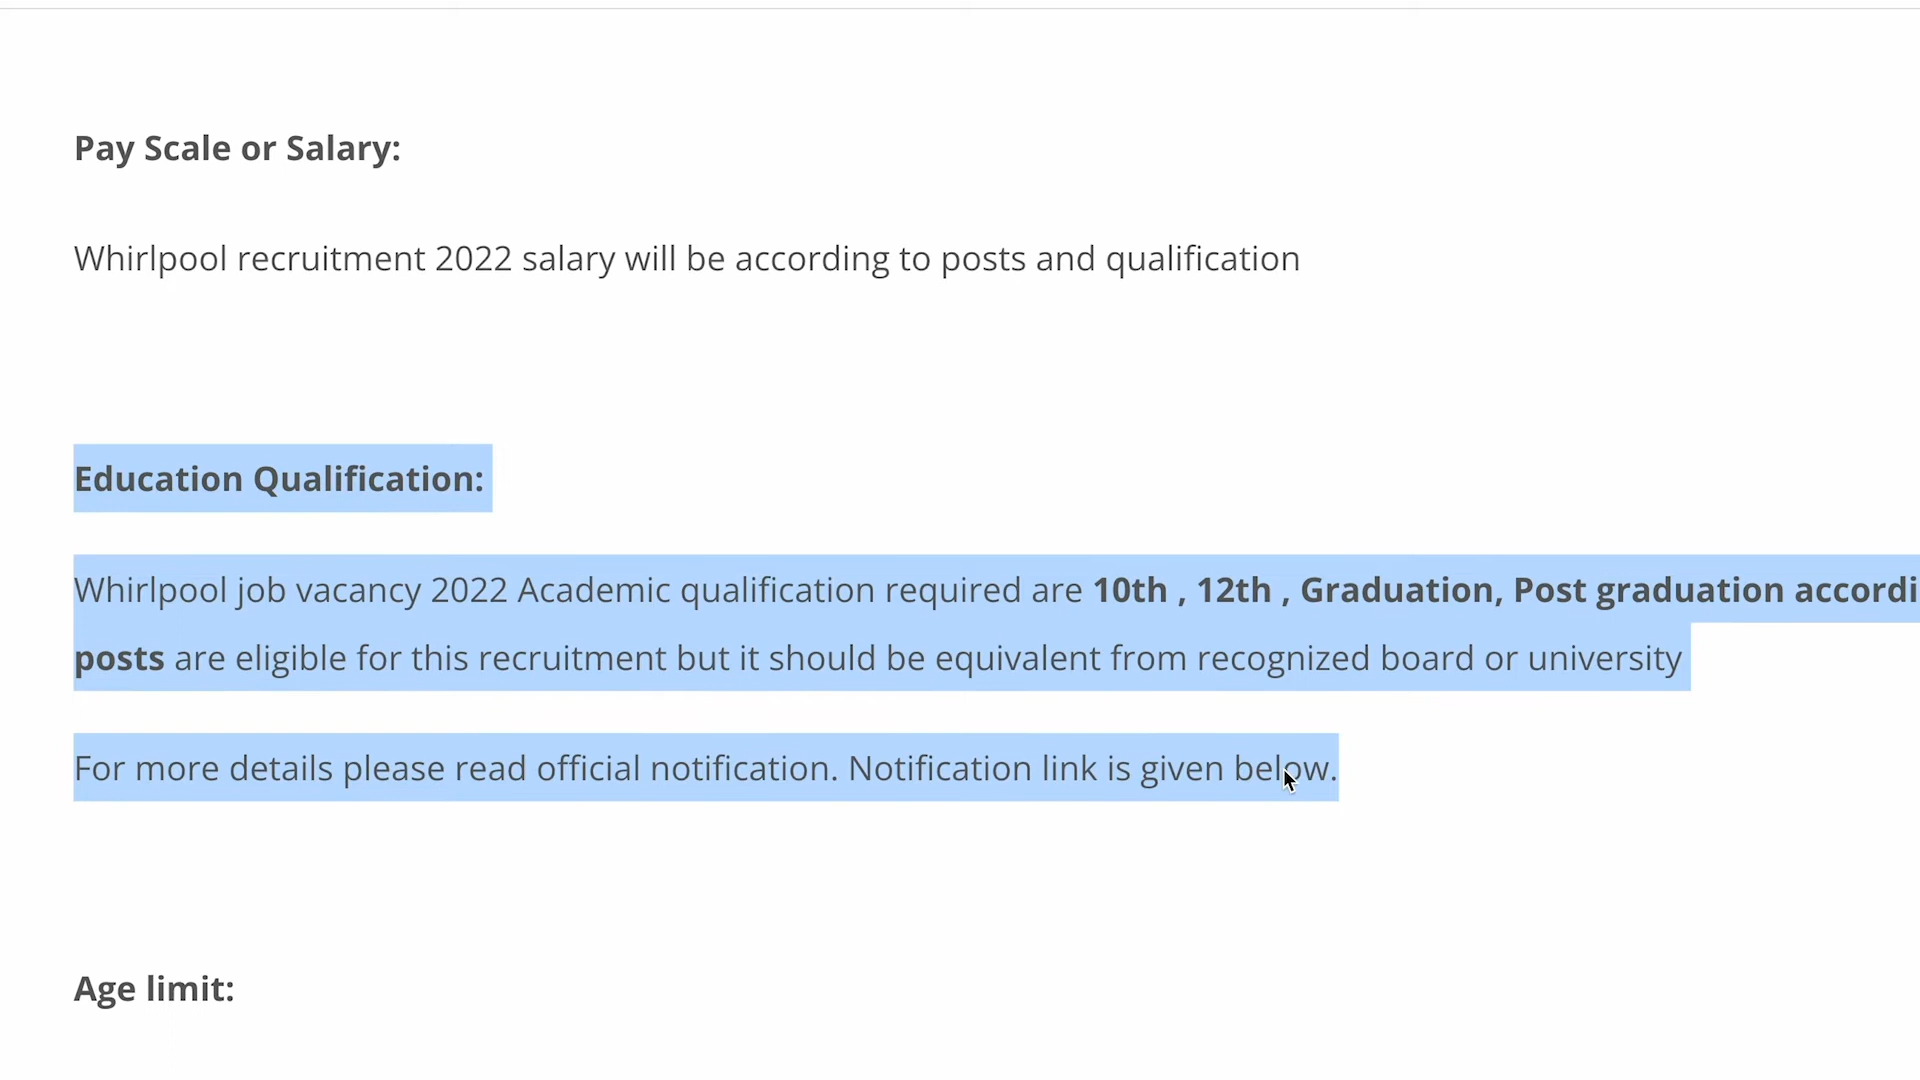 Pay Scale or Salary:
Whirlpool recruitment 2022 salary will be according to posts and qualification
Education Qualification:
Whirlpool job vacancy 2022 Academic qualification required are 10th , 12th , Graduation, Post graduation accordi
posts are eligible for this recruitment but it should be equivalent from recognized board or university
For more details please read official notification. Notification link is given below.
Age limit: